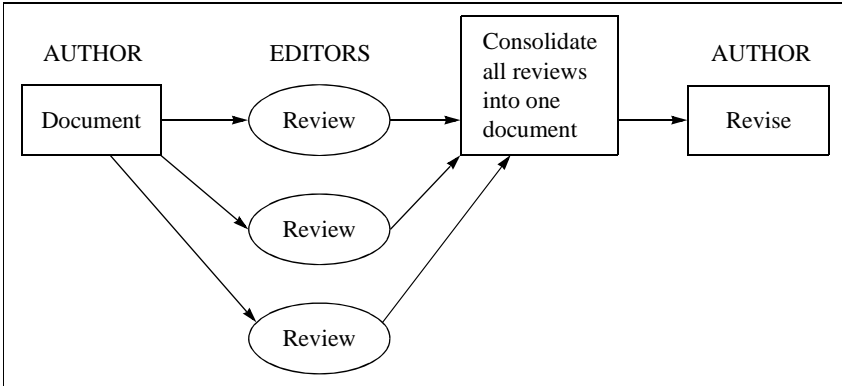 AUTHOR
EDITORS
AUTHOR
Document
Review
Review
Review
Consolidate
all reviews
into one
document
Revise